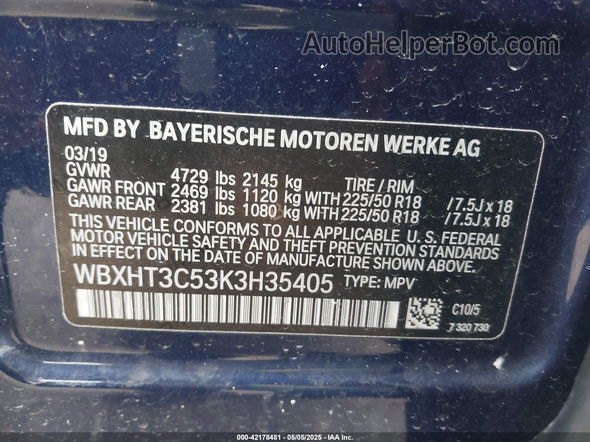 AutoHelperBot.com
MFD BY BAYERISCHE MOTOREN WERKE AG
03/19
GVWR 4729 lbs 2145 kg TIRE / RIM
GAWR FRONT 2469 lbs 1120 kg WITH 225/50 R18 /7.5J x 18
GAWR REAR 2381 lbs 1080 kg WITH 225/50 R18 /7.5J x 18
THIS VEHICLE CONFORMS TO ALL APPLICABLE U. S. FEDERAL
MOTOR VEHICLE SAFETY AND THEFT PREVENTION STANDARDS
IN EFFECT ON THE DATE OF MANUFACTURE SHOWN ABOVE.
WBXHT3C53K3H35405 TYPE: MPV
C10/5
7 320 730
000-42178481 - 05/05/2025 - IAA Inc.